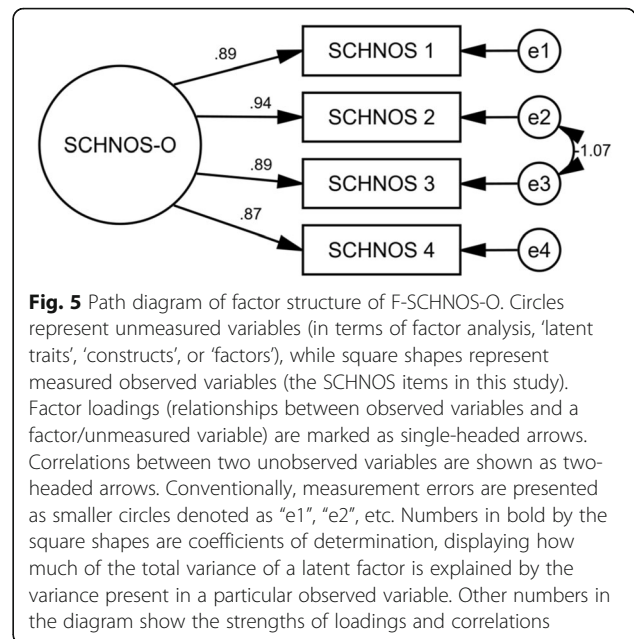 .89
SCHNOS 1
e1
.94
SCHNOS 2
e2
SCHNOS-O
-1.07
.89
SCHNOS 3
e3
.87
SCHNOS 4
e4
Fig. 5 Path diagram of factor structure of F-SCHNOS-O. Circles
represent unmeasured variables (in terms of factor analysis, ‘latent
traits’, ‘constructs’, or ‘factors’), while square shapes represent
measured observed variables (the SCHNOS items in this study).
Factor loadings (relationships between observed variables and a
factor/unmeasured variable) are marked as single-headed arrows.
Correlations between two unobserved variables are shown as two-
headed arrows. Conventionally, measurement errors are presented
as smaller circles denoted as “e1”, “e2”, etc. Numbers in bold by the
square shapes are coefficients of determination, displaying how
much of the total variance of a latent factor is explained by the
variance present in a particular observed variable. Other numbers in
the diagram show the strengths of loadings and correlations